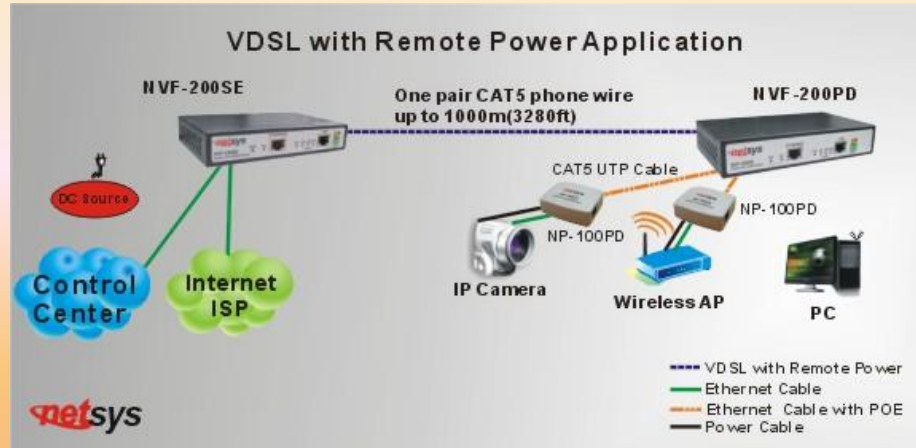 VDSL with Remote Power Application
NVF-200SE
NVF-200PD
One pair CAT5 phone wire
up to 1000m(3280ft)
netsys
netsys
CAT5 UTP Cable
DC Source
NP-100PD
NP-100PD
Control
Center
Internet
ISP
IP Camera
Wireless AP
PC
VDSL with Remote Power
Ethernet Cable
Ethernet Cable with POE
Power Cable
netsys